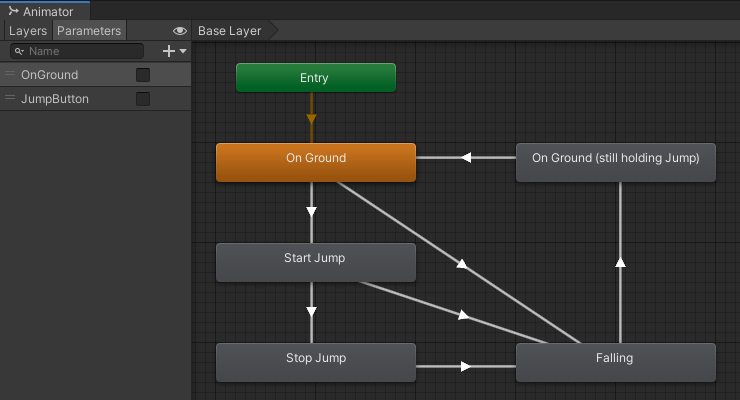 Animator
Layers Parameters
Base Layer
Name
OnGround
JumpButton
Entry
On Ground
On Ground (still holding Jump)
Start Jump
Stop Jump
Falling